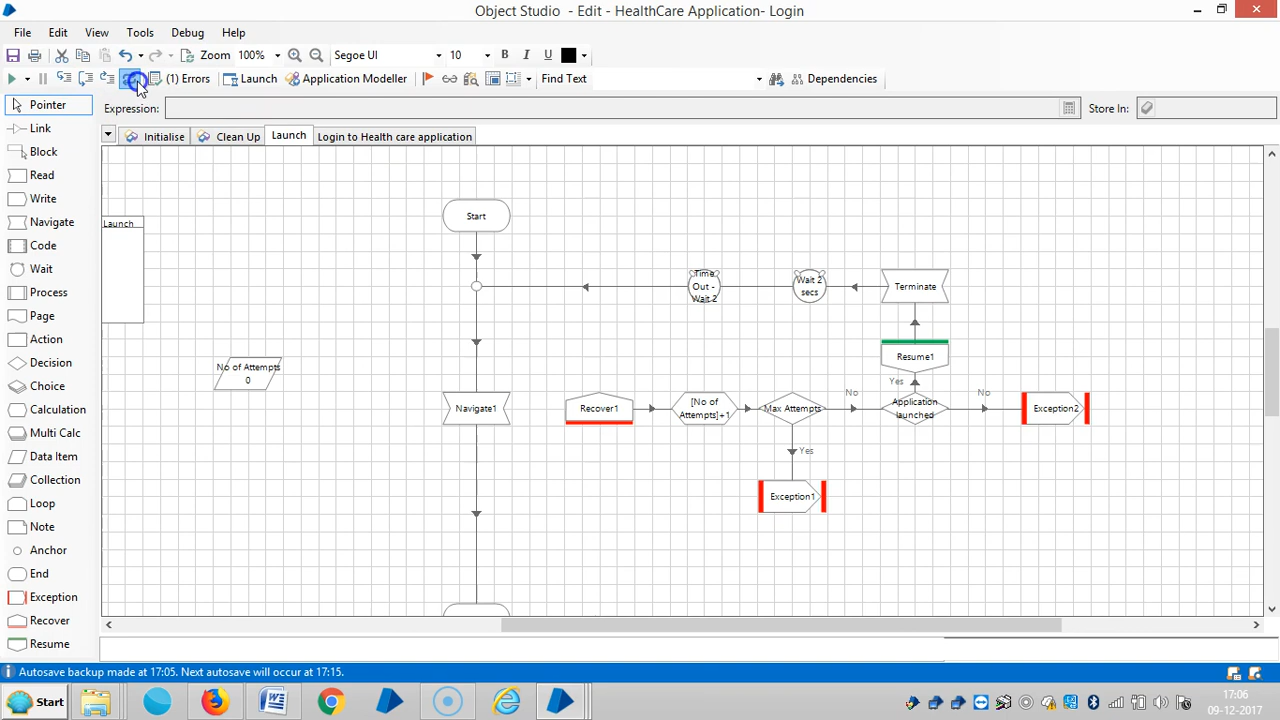 Object Studio - Edit - HealthCare Application- Login
File Edit View Tools Debug Help
Zoom 100% Segoe UI 10 B I U
(1) Errors Launch Application Modeller Find Text Dependencies
Pointer
Expression: Store In:
Link
Initialise Clean Up Launch Login to Health care application
Block
Read
Write
Navigate
Code
Wait
Process
Page
Action
Decision
Choice
Calculation
Multi Calc
Data Item
Collection
Loop
Note
Anchor
End
Exception
Recover
Resume
Launch
Start
Time Out - Wait 2
Wait 2 secs
Terminate
Resume1
Yes
No of Attempts
0
Navigate1
Recover1
[No of Attempts]+1
Max Attempts
No
Application launched
No
Exception2
Yes
Exception1
Autosave backup made at 17:05. Next autosave will occur at 17:15.
Start
17:06
09-12-2017